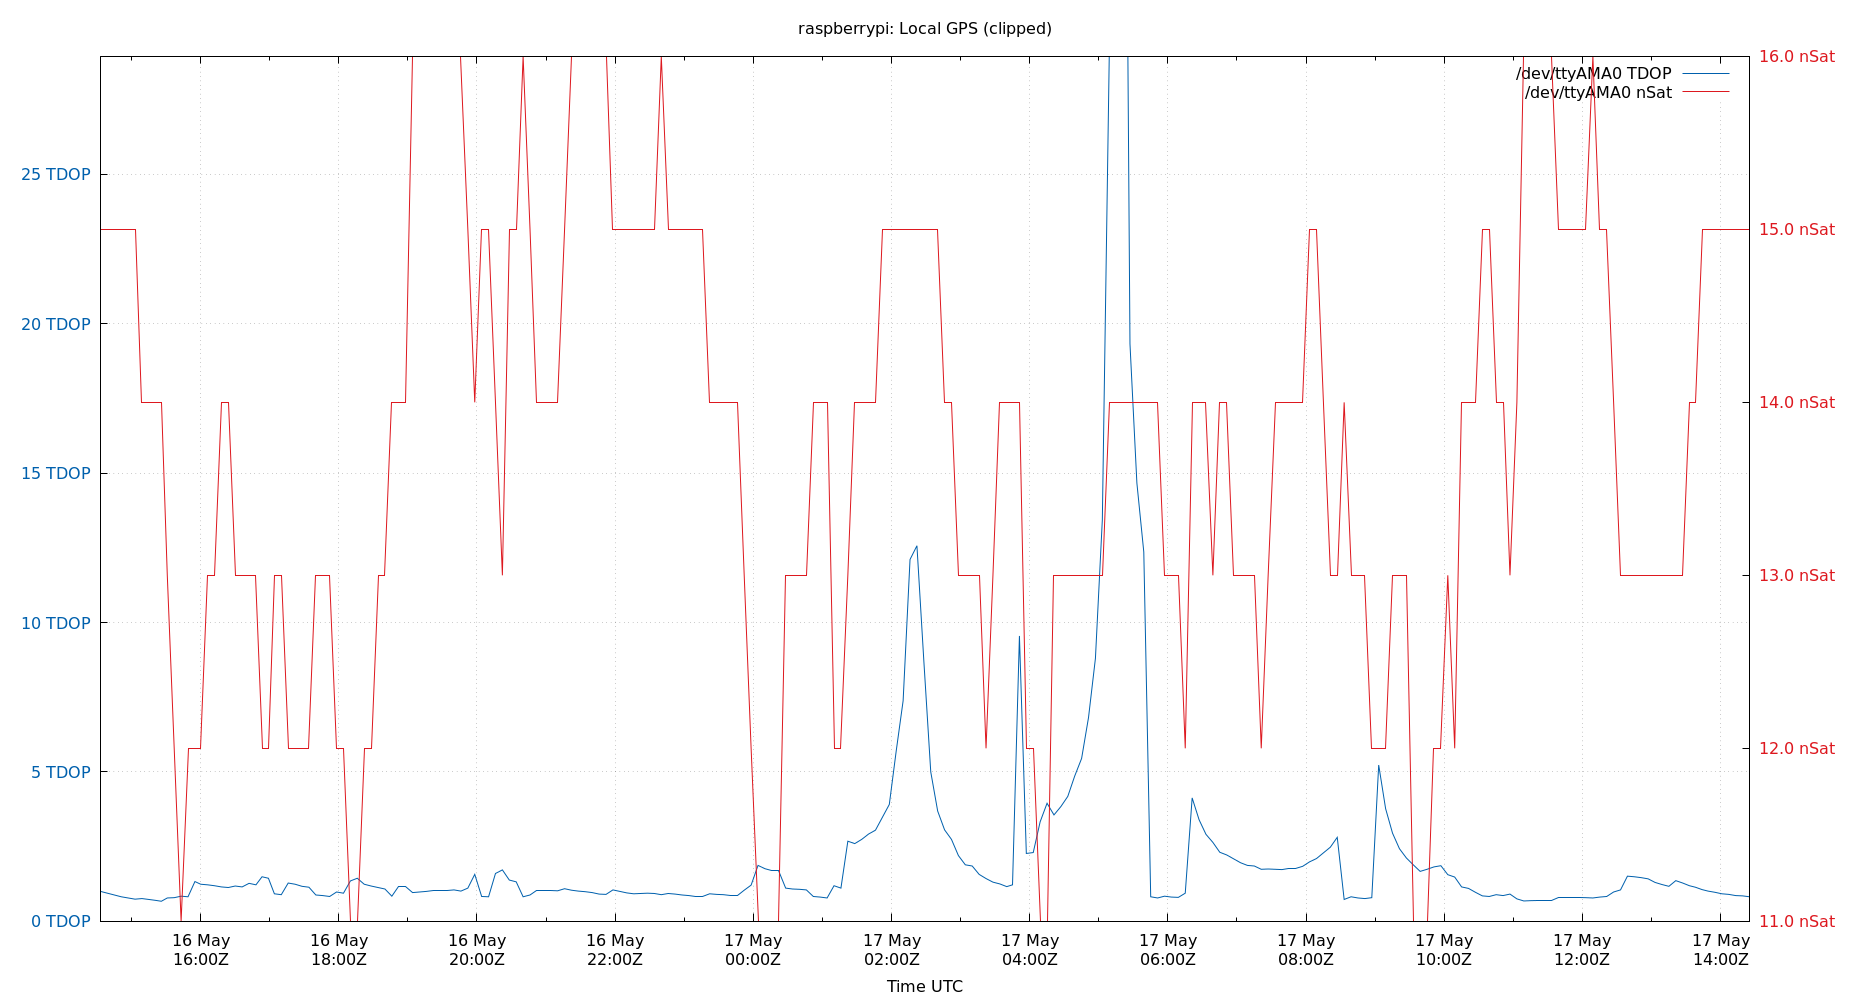 raspberrypi: Local GPS (clipped)
/dev/ttyAMA0 TDOP
/dev/ttyAMA0 nSat
25 TDOP
20 TDOP
15 TDOP
10 TDOP
5 TDOP
0 TDOP
16.0 nSat
15.0 nSat
14.0 nSat
13.0 nSat
12.0 nSat
11.0 nSat
16 May
16:00Z
16 May
18:00Z
16 May
20:00Z
16 May
22:00Z
17 May
00:00Z
17 May
02:00Z
17 May
04:00Z
17 May
06:00Z
17 May
08:00Z
17 May
10:00Z
17 May
12:00Z
17 May
14:00Z
Time UTC